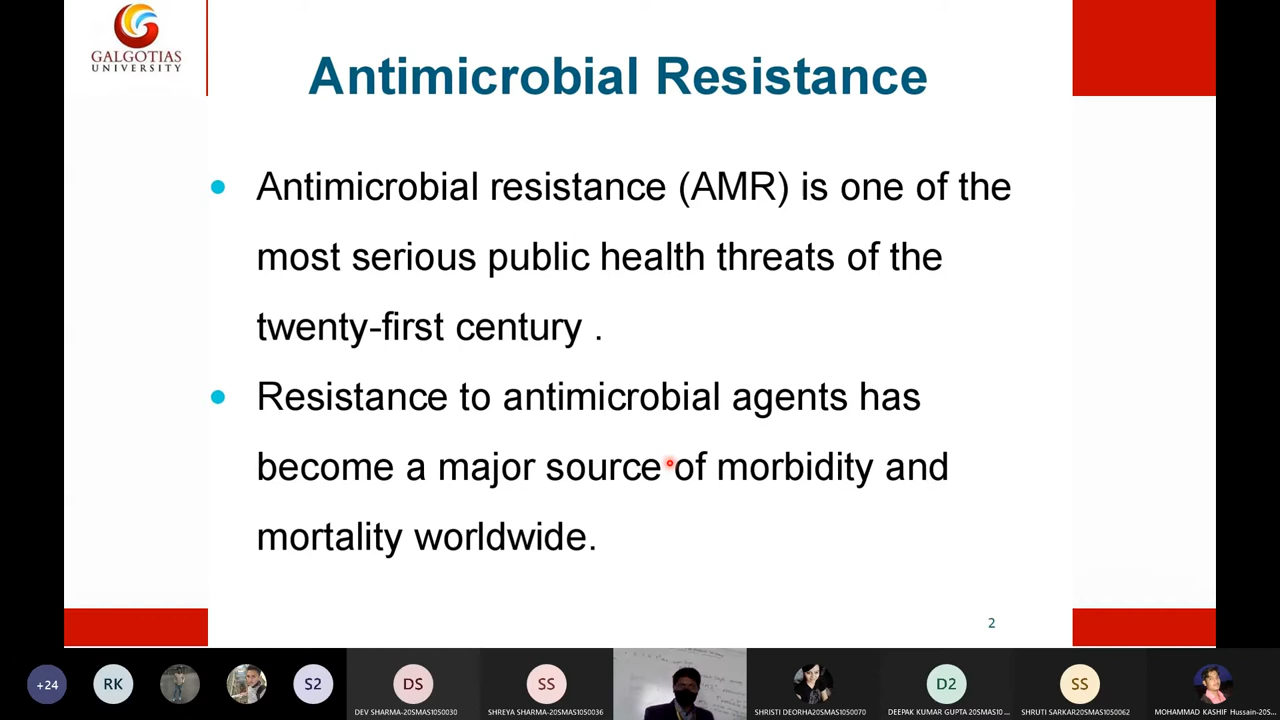 GALGOTIAS
UNIVERSITY
Antimicrobial Resistance
• Antimicrobial resistance (AMR) is one of the
most serious public health threats of the
twenty-first century .
• Resistance to antimicrobial agents has
become a major source of morbidity and
mortality worldwide.
2
+24
RK
S2
DS
SS
D2
SS
DEV SHARMA-20SMAS1050030
SHREYA SHARMA-20SMAS1050036
SHRISTI DEORHA20SMAS1050070
DEEPAK KUMAR GUPTA 20SMAS10 ...
SHRUTI SARKAR20SMAS1050062
MOHAMMAD KASHIF Hussain-20S...